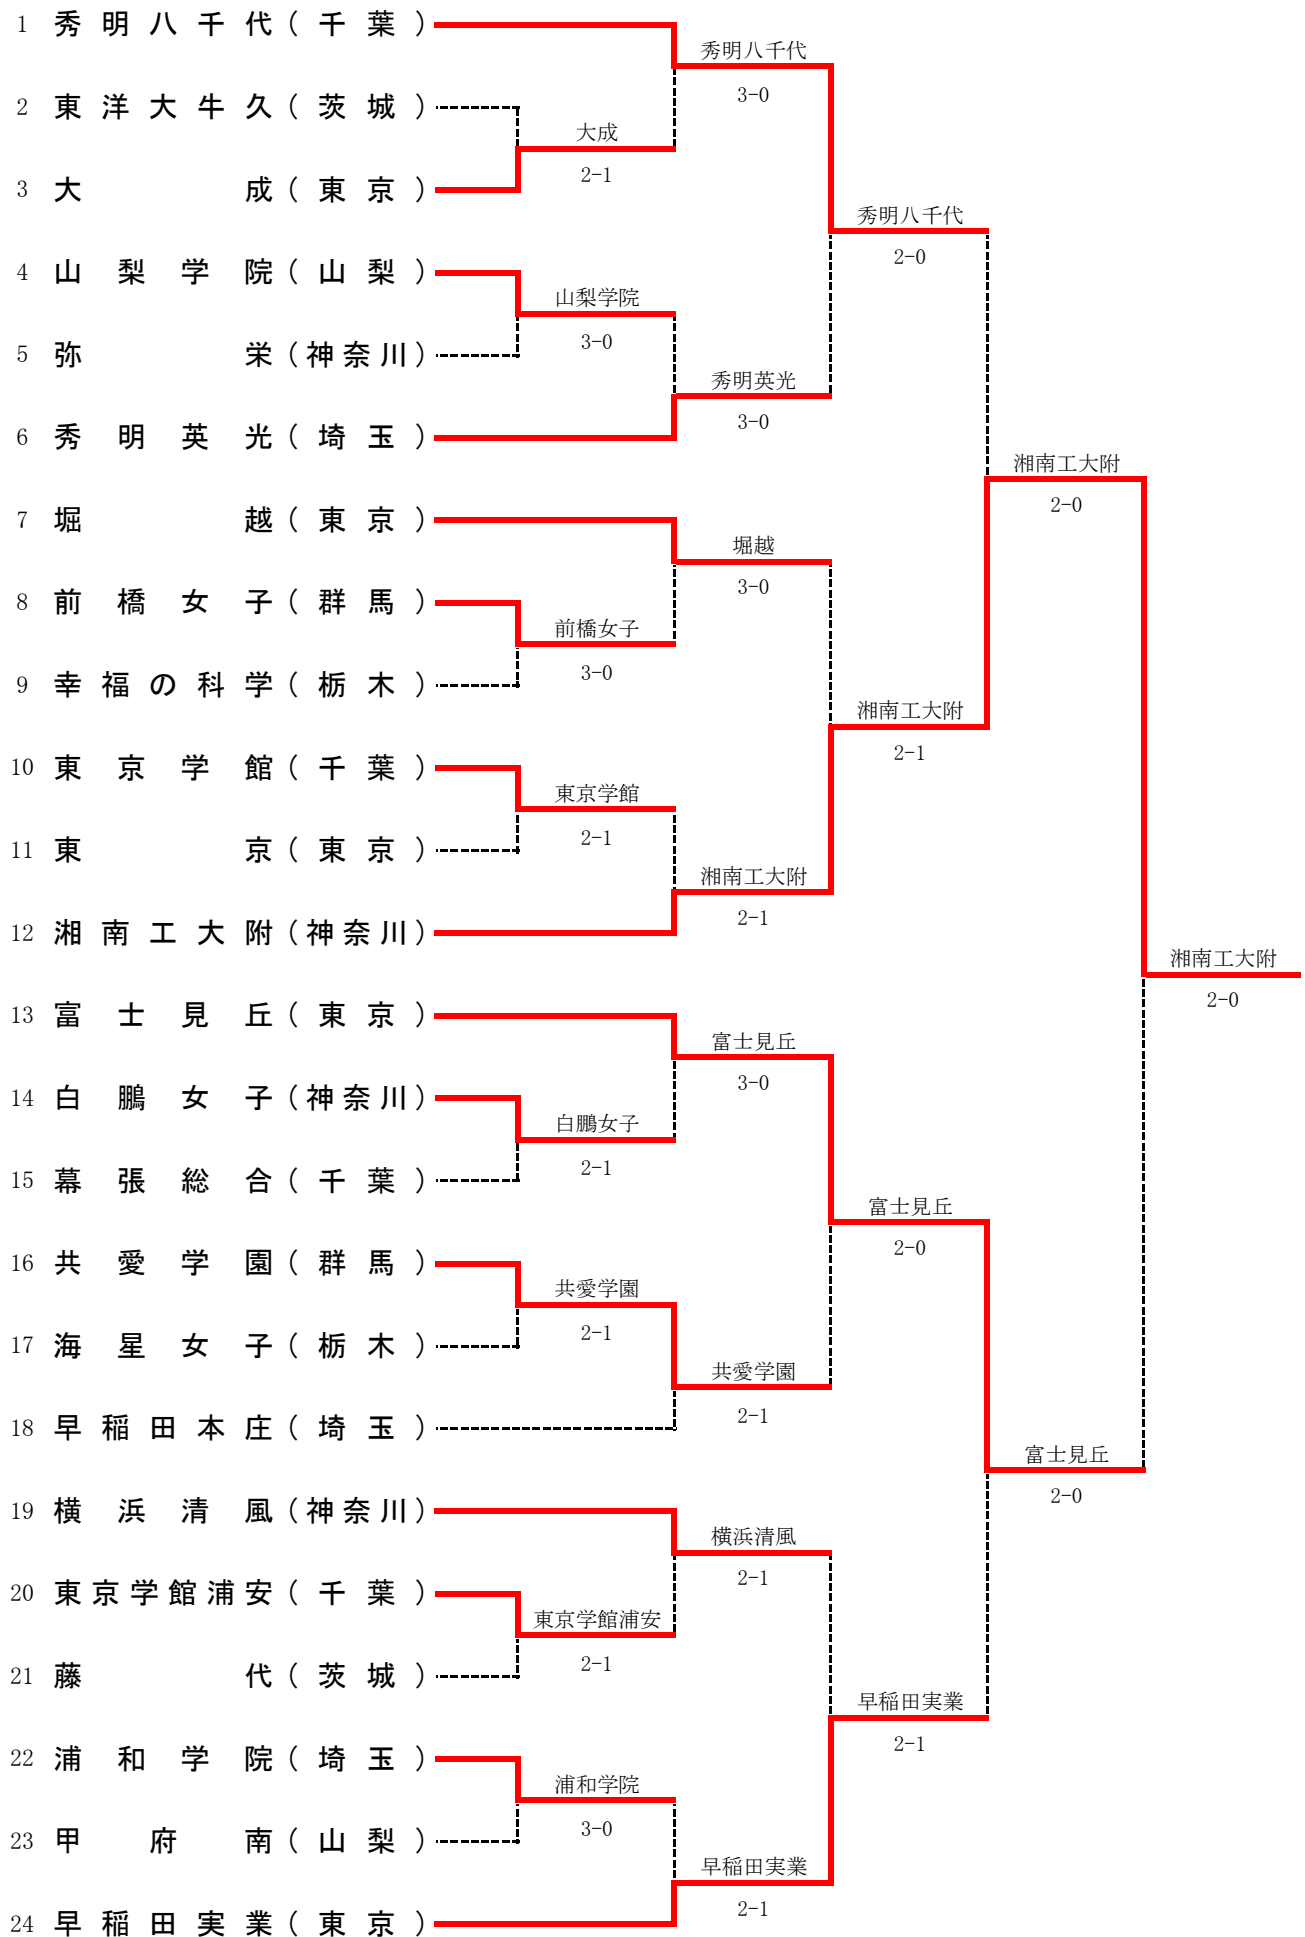 1 秀明八千代(千葉)
秀明八千代
3-0
2 東洋大牛久(茨城)
大成
2-1
3 大成(東京)
秀明八千代
2-0
4 山梨学院(山梨)
山梨学院
3-0
5 弥栄(神奈川)
秀明英光
3-0
6 秀明英光(埼玉)
湘南工大附
2-0
7 堀越(東京)
堀越
3-0
8 前橋女子(群馬)
前橋女子
3-0
9 幸福の科学(栃木)
湘南工大附
2-1
10 東京学館(千葉)
東京学館
2-1
11 東京(東京)
湘南工大附
2-1
12 湘南工大附(神奈川)
湘南工大附
2-0
13 富士見丘(東京)
富士見丘
3-0
14 白鵬女子(神奈川)
白鵬女子
2-1
15 幕張総合(千葉)
富士見丘
2-0
16 共愛学園(群馬)
共愛学園
2-1
17 海星女子(栃木)
共愛学園
2-1
18 早稲田本庄(埼玉)
富士見丘
2-0
19 横浜清風(神奈川)
横浜清風
2-1
20 東京学館浦安(千葉)
東京学館浦安
2-1
21 藤代(茨城)
早稲田実業
2-1
22 浦和学院(埼玉)
浦和学院
3-0
23 甲府南(山梨)
早稲田実業
2-1
24 早稲田実業(東京)